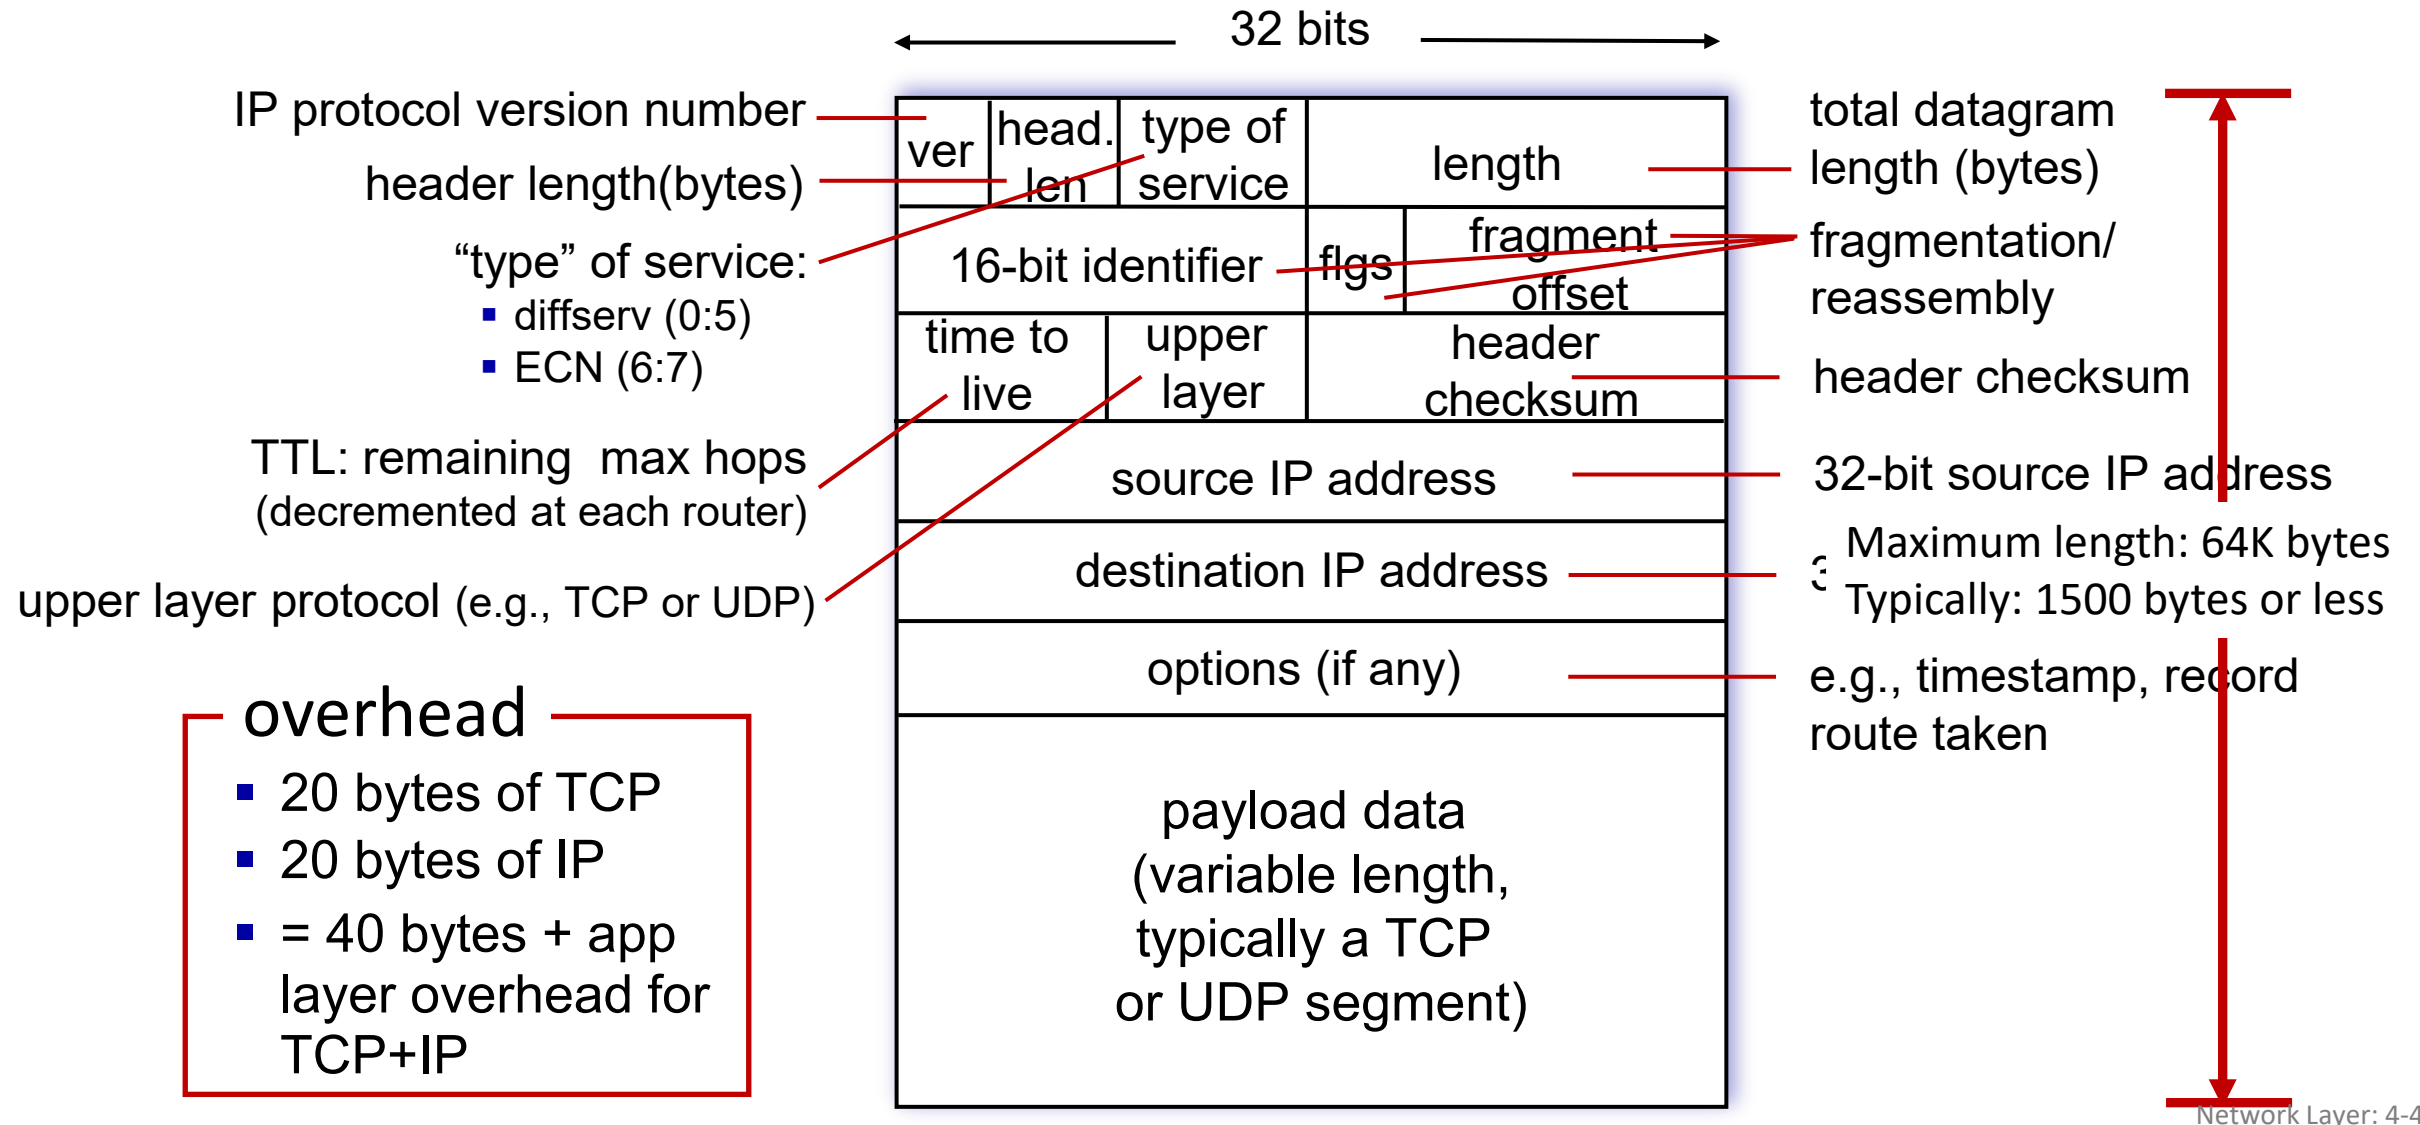 32 bits
IP protocol version number
header length(bytes)
“type” of service:
▪ diffserv (0:5)
▪ ECN (6:7)
TTL: remaining  max hops
(decremented at each router)
upper layer protocol (e.g., TCP or UDP)
overhead
▪ 20 bytes of TCP
▪ 20 bytes of IP
▪ = 40 bytes + app
layer overhead for
TCP+IP
ver
head.
len
type of
service
length
16-bit identifier
flgs
fragment
offset
time to
live
upper
layer
header
checksum
source IP address
destination IP address
options (if any)
payload data
(variable length,
typically a TCP
or UDP segment)
total datagram
length (bytes)
fragmentation/
reassembly
header checksum
32-bit source IP address
Maximum length: 64K bytes
Typically: 1500 bytes or less
e.g., timestamp, record
route taken
Network Layer: 4-4